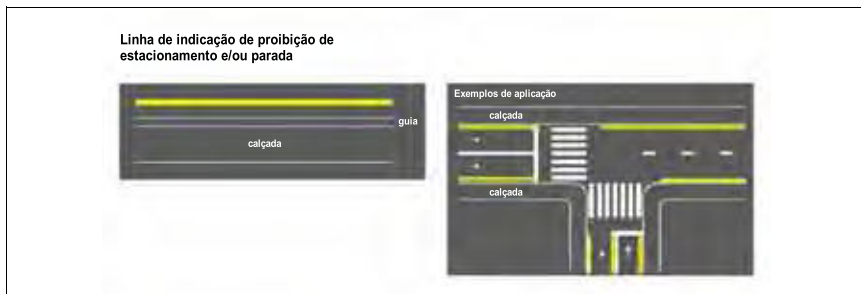 Linha de indicação de proibição de
estacionamento e/ou parada
guia
calçada
Exemplos de aplicação
calçada
calçada